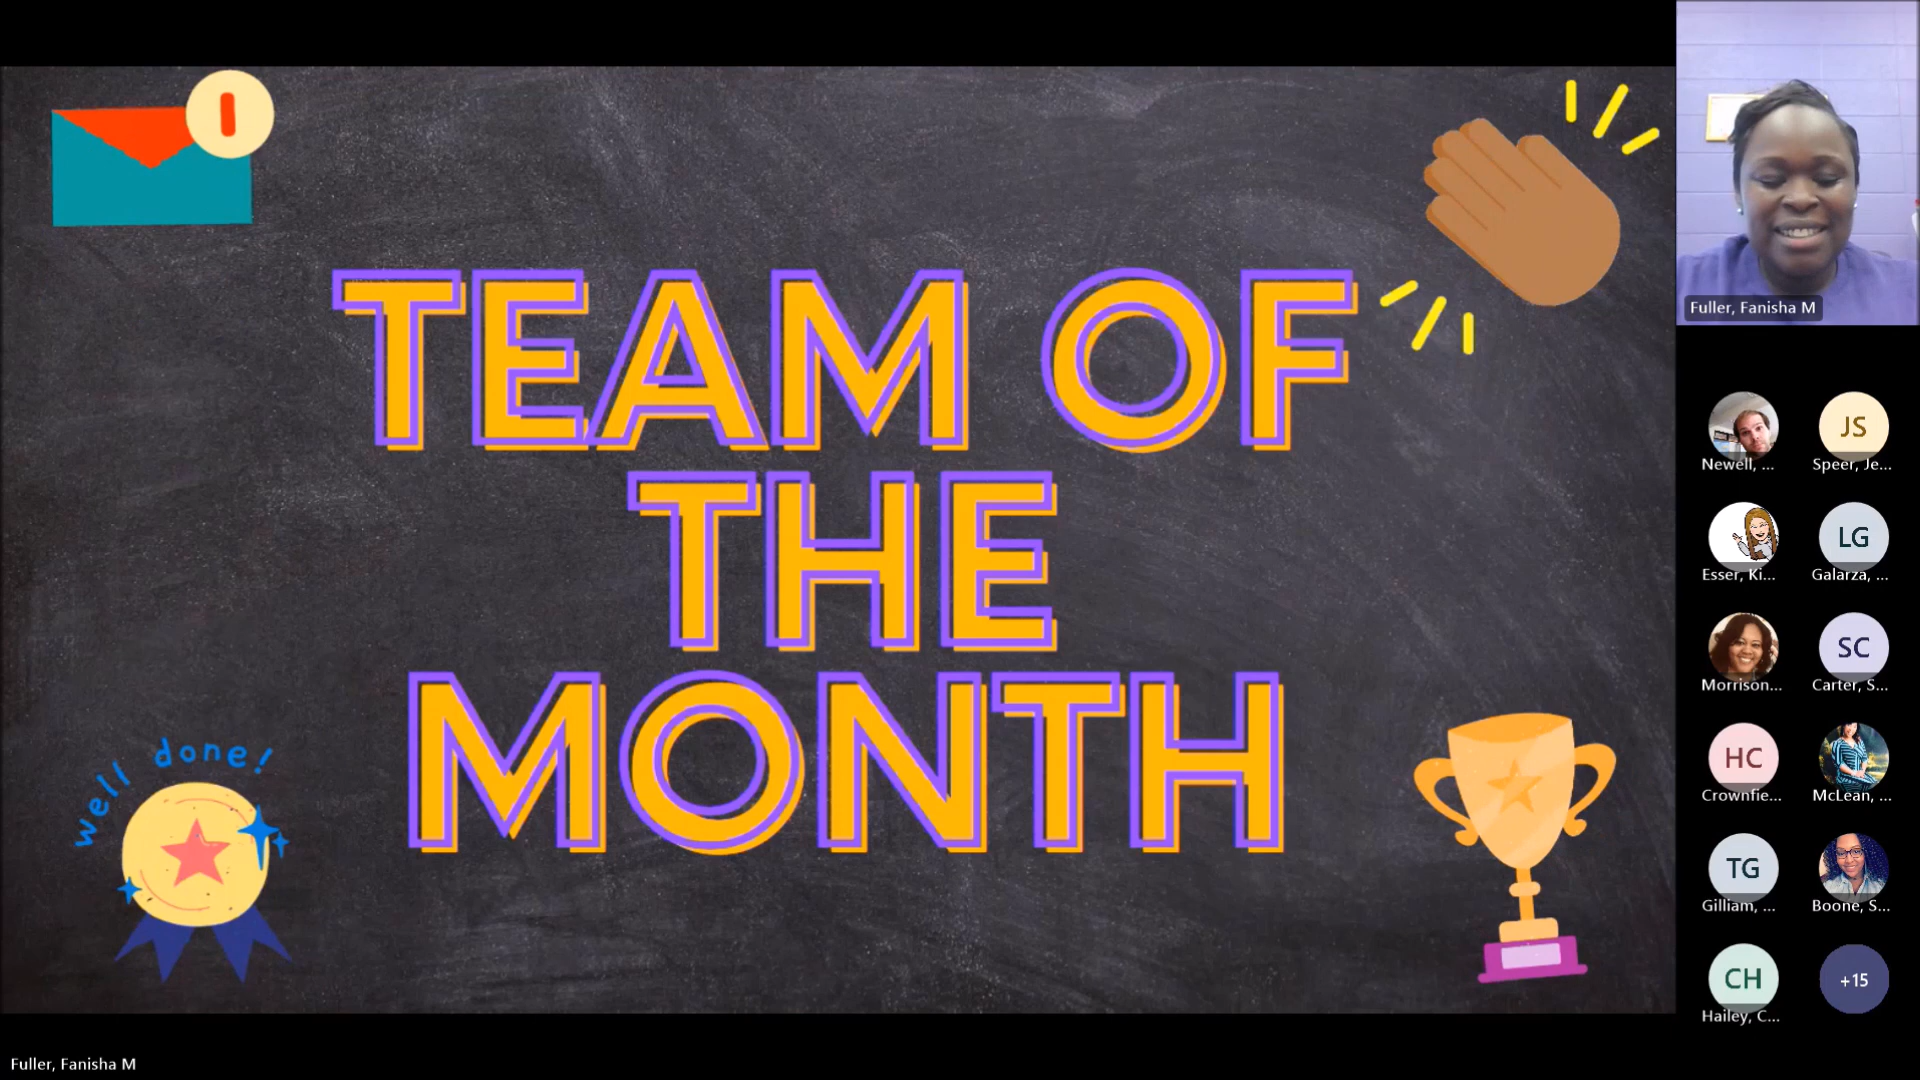 TEAM OF
THE
MONTH
well done!
Fuller, Fanisha M
Newell, ...
JS
Speer, Je...
Esser, Ki...
LG
Galarza, ...
Morrison...
SC
Carter, S...
HC
Crownfie...
McLean, ...
TG
Gilliam, ...
Boone, S...
CH
Hailey, C...
+15
Fuller, Fanisha M